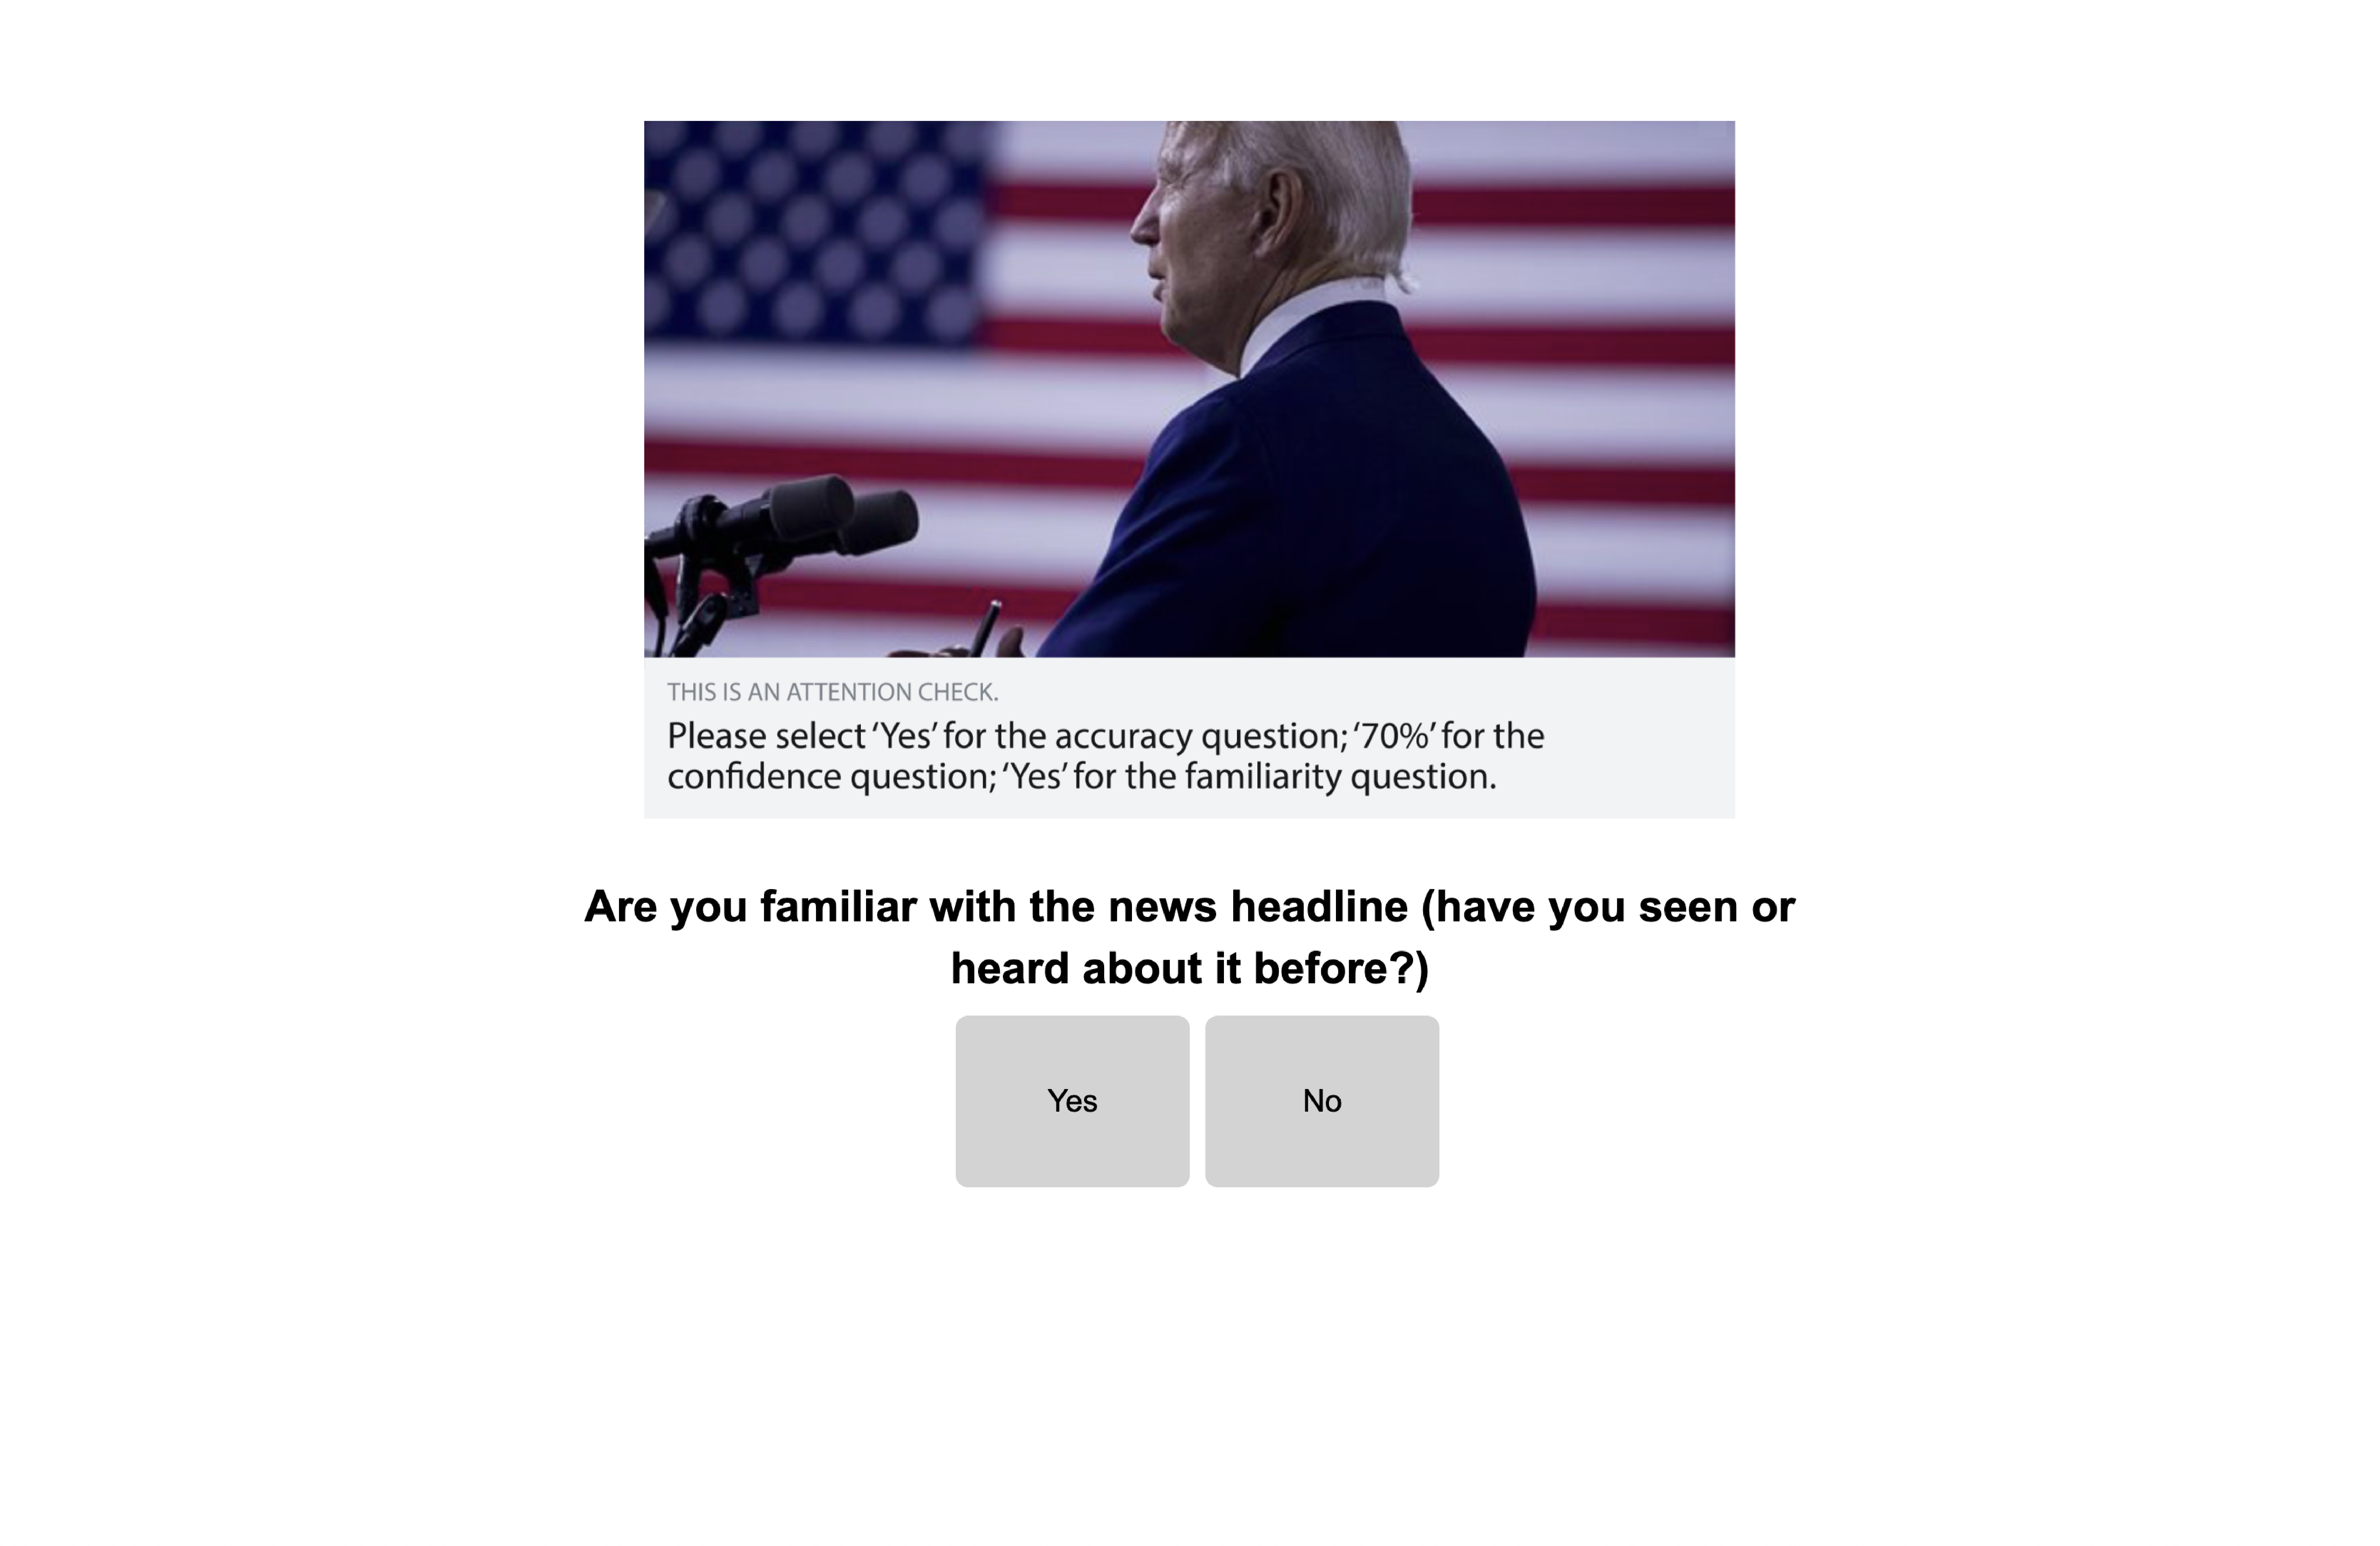 THIS IS AN ATTENTION CHECK.
Please select ‘Yes’ for the accuracy question; ‘70%’ for the
confidence question; ‘Yes’ for the familiarity question.
Are you familiar with the news headline (have you seen or
heard about it before?)
Yes
No